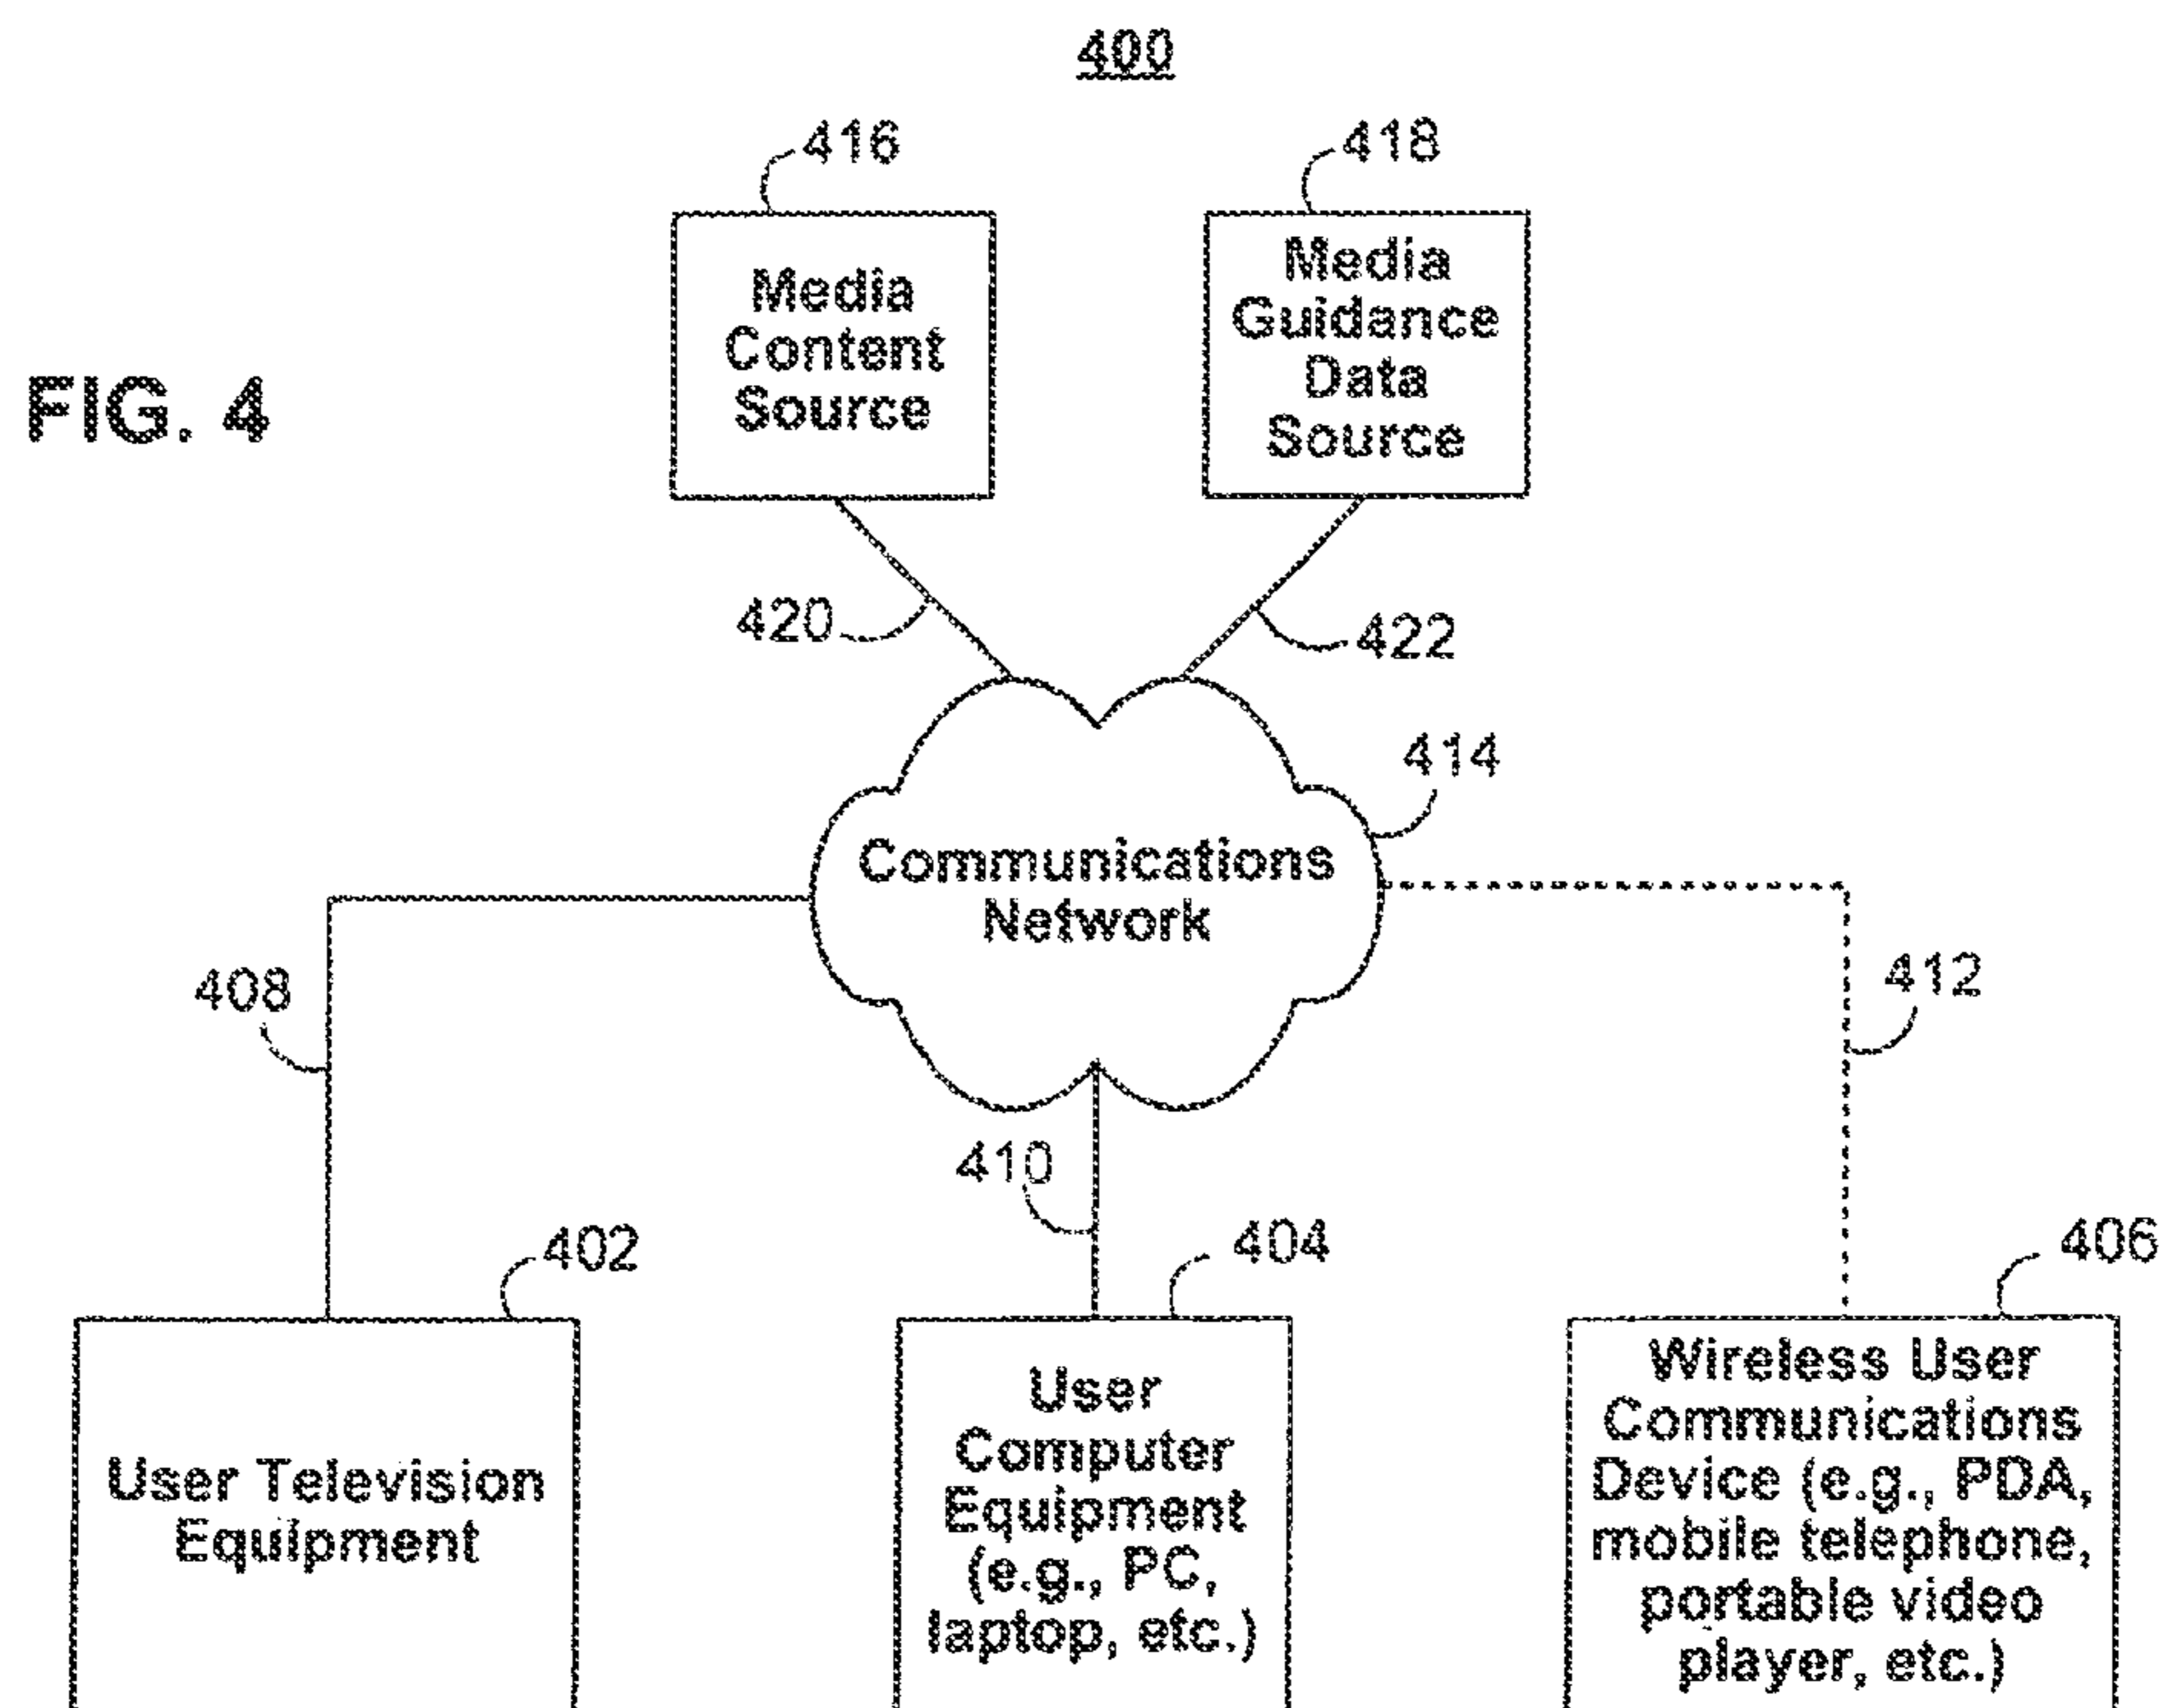 400
416
418
Media
Content
Source
Media
Guidance
Data
Source
FIG. 4
420
422
414
Communications
Network
408
412
410
402
404
406
User Television
Equipment
User
Computer
Equipment
(e.g., PC,
laptop, etc.)
Wireless User
Communications
Device (e.g., PDA,
mobile telephone,
portable video
player, etc.)